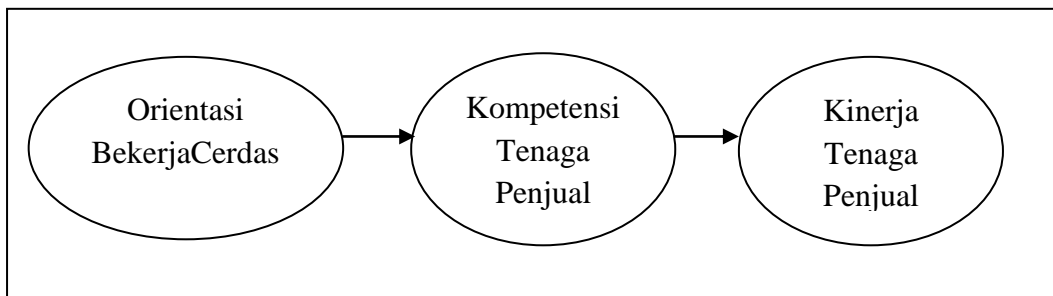 Orientasi
BekerjaCerdas
Kompetensi
Tenaga
Penjual
Kinerja
Tenaga
Penjual